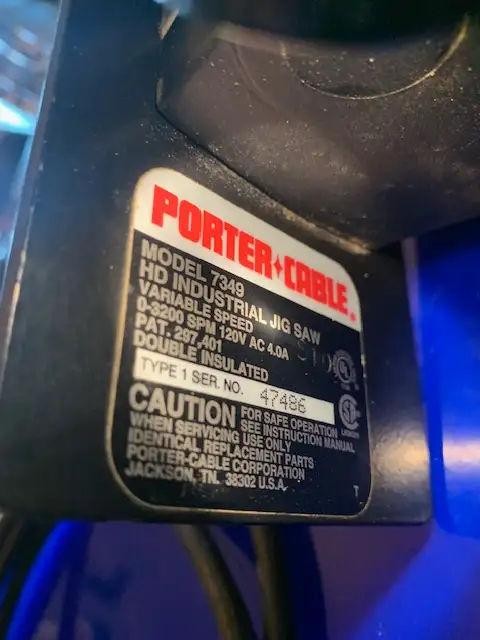 PORTER+CABLE®
MODEL 7349
HD INDUSTRIAL JIG SAW
VARIABLE SPEED
0-3200 SPM 120V AC 4.0A
PAT. 297,401
DOUBLE INSULATED
TYPE 1 SER. NO. 47486
CAUTION FOR SAFE OPERATION
SEE INSTRUCTION MANUAL
WHEN SERVICING USE ONLY
IDENTICAL REPLACEMENT PARTS
PORTER-CABLE CORPORATION
JACKSON, TN. 38302 U.S.A.
T
UL